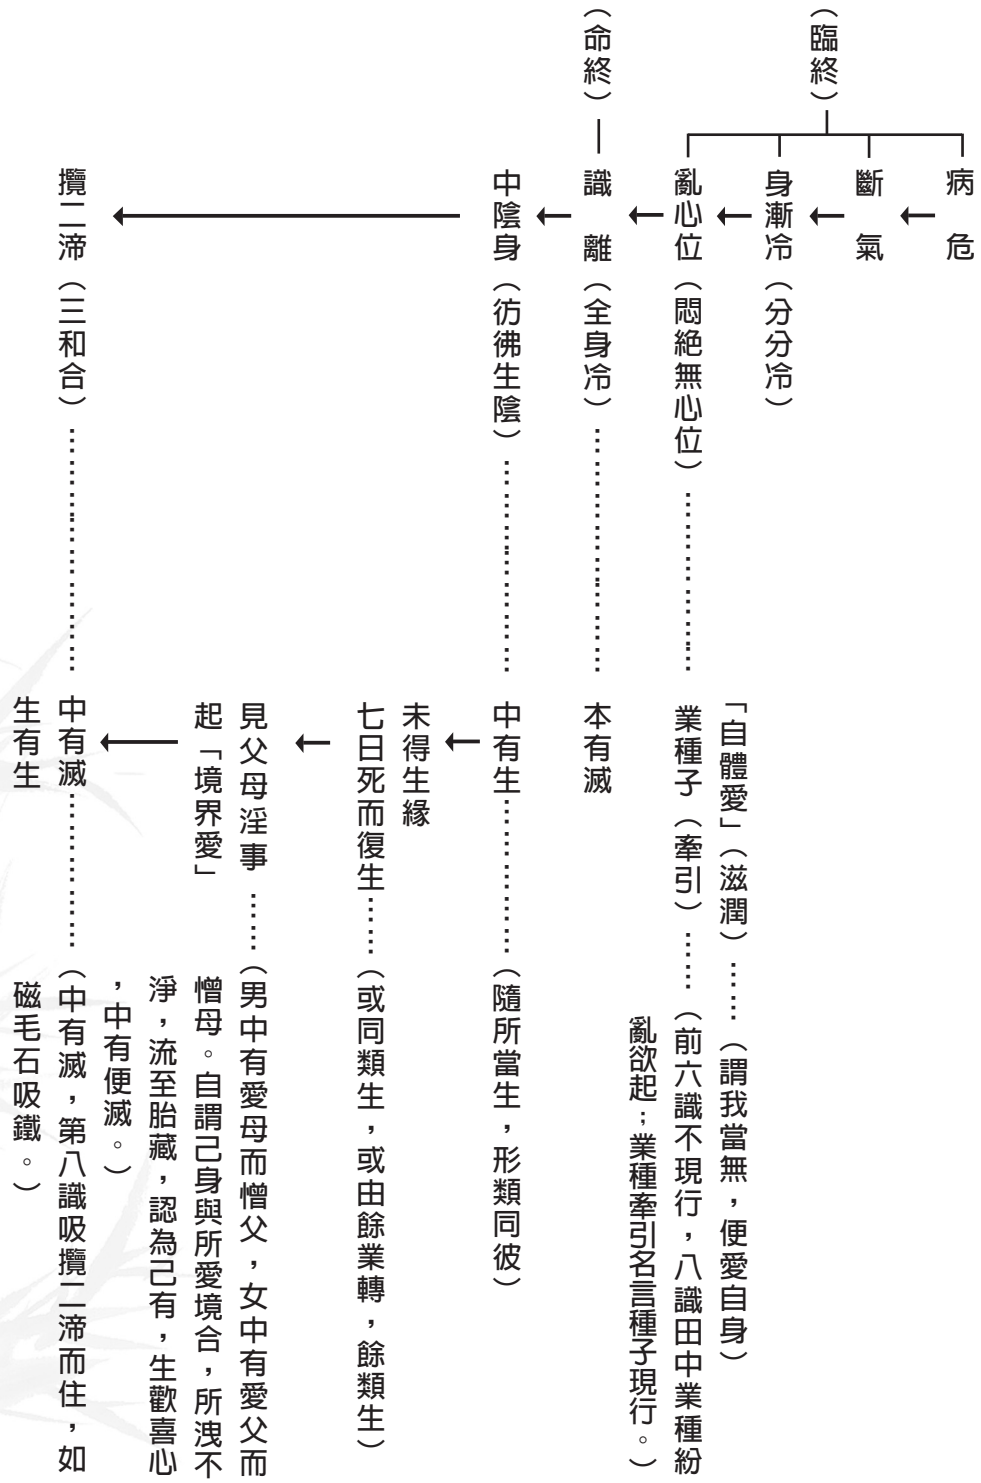 （臨終）
病　危
斷　氣
身漸冷（分分冷）
亂心位（悶絕無心位）……………………
「自體愛」（滋潤）……（謂我當無，便愛自身）
業種子（牽引）……（前六識不現行，八識田中業種紛
亂欲起；業種牽引名言種子現行。）
（命終）
識　離（全身冷）……………………
本有滅
中陰身（彷彿生陰）……………………
中有生………………（隨所當生，形類同彼）
未得生緣
七日死而復生……（或同類生，或由餘業轉，餘類生）
見父母淫事……（男中有愛母而憎父，女中有愛父而
起「境界愛」
憎母。自謂己身與所愛境合，所洩不
淨，流至胎藏，認為己有，生歡喜心
，中有便滅。）
攬二渧（三和合）……………………
中有滅………………（中有滅，第八識吸攬二渧而住，如
生有生
磁毛石吸鐵。）